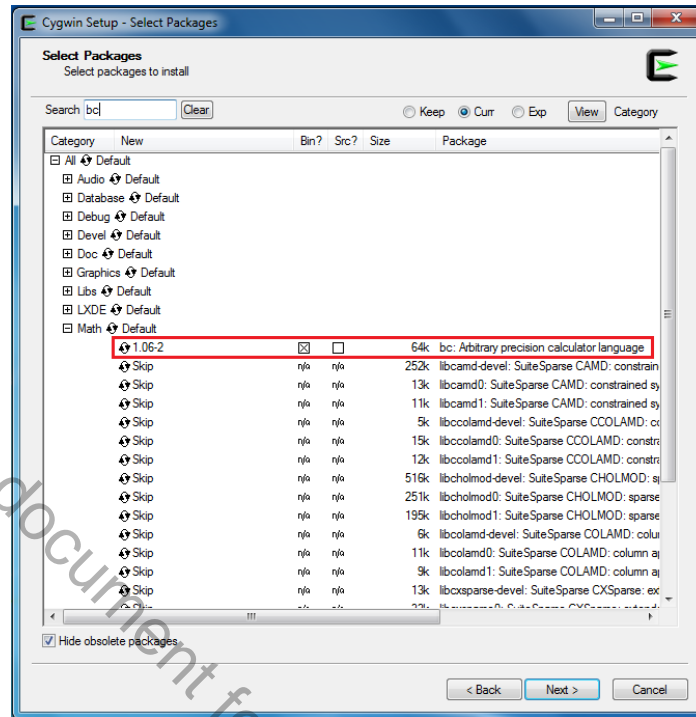 Cygwin Setup - Select Packages
Select Packages
Select packages to install
Search bc Clear Keep Curr Exp View Category
Category New Bin? Src? Size Package
All Default
Audio Default
Database Default
Debug Default
Devel Default
Doc Default
Graphics Default
Libs Default
LXDE Default
Math Default
1.06-2 64k bc: Arbitrary precision calculator language
Skip n/a n/a 252k libcamd-devel: SuiteSparse CAMD: constrain
Skip n/a n/a 13k libcamd0: SuiteSparse CAMD: constrained sy
Skip n/a n/a 11k libcamd1: SuiteSparse CAMD: constrained sy
Skip n/a n/a 5k libccolamd-devel: SuiteSparse CCOLAMD: co
Skip n/a n/a 15k libccolamd0: SuiteSparse CCOLAMD: constra
Skip n/a n/a 12k libccolamd1: SuiteSparse CCOLAMD: constra
Skip n/a n/a 516k libcholmod-devel: SuiteSparse CHOLMOD: s
Skip n/a n/a 251k libcholmod0: SuiteSparse CHOLMOD: sparse
Skip n/a n/a 195k libcholmod1: SuiteSparse CHOLMOD: sparse
Skip n/a n/a 6k libcolamd-devel: SuiteSparse COLAMD: colu
Skip n/a n/a 11k libcolamd0: SuiteSparse COLAMD: column a
Skip n/a n/a 9k libcolamd1: SuiteSparse COLAMD: column a
Skip n/a n/a 13k libcxsparse-devel: SuiteSparse CXSparse: ex
Hide obsolete packages
< Back Next > Cancel
document